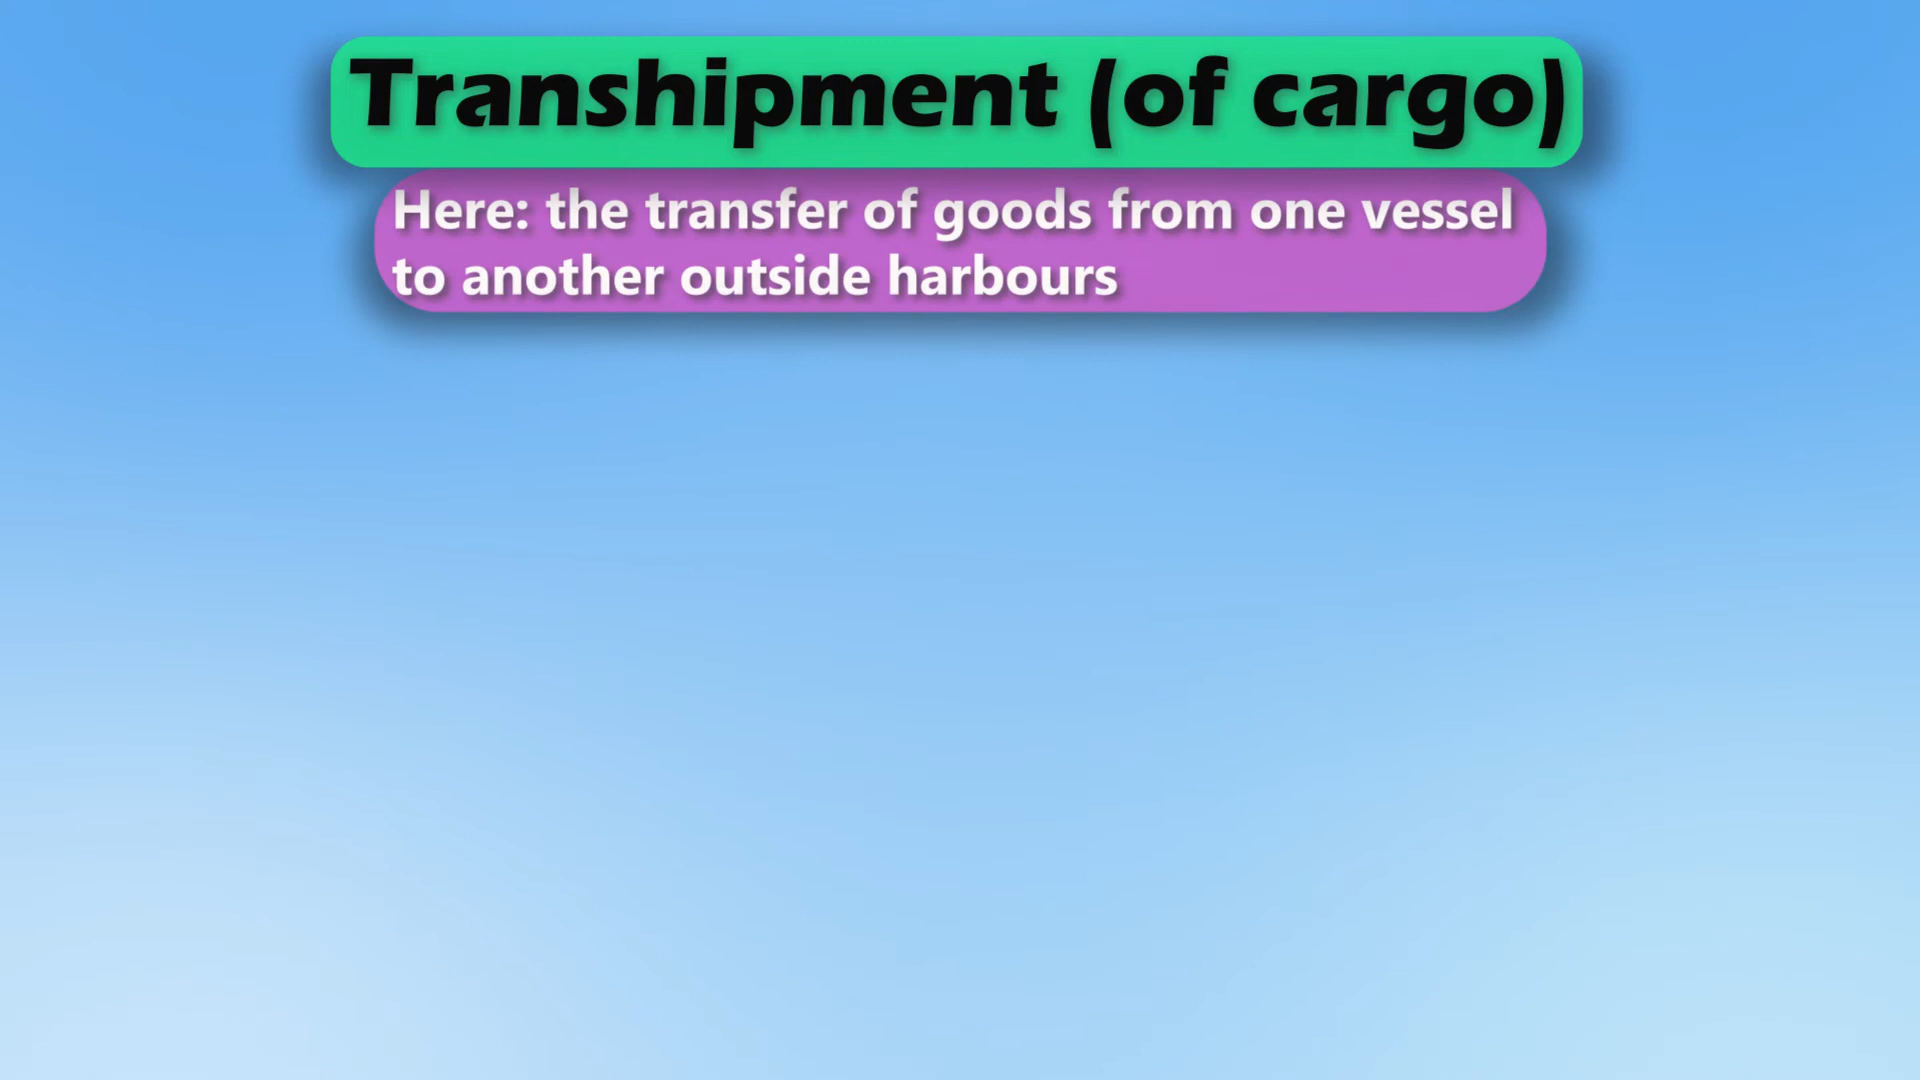 Transhipment (of cargo)
Here: the transfer of goods from one vessel
to another outside harbours